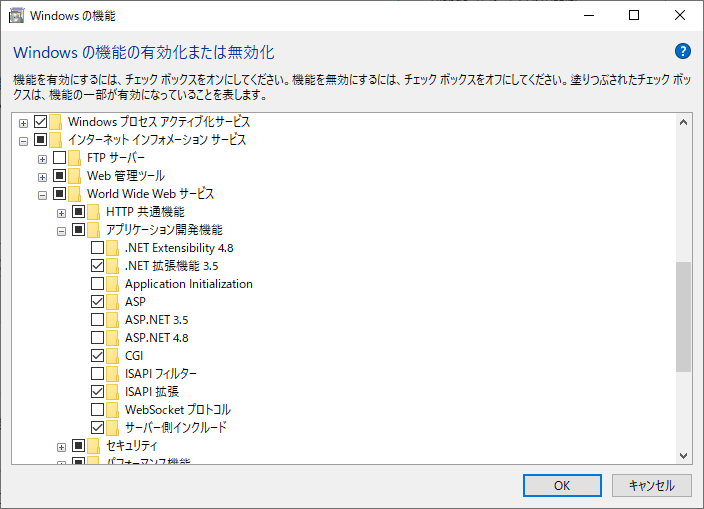 Windows の機能
Windows の機能の有効化または無効化
機能を有効にするには、チェック ボックスをオンにしてください。機能を無効にするには、チェック ボックスをオフにしてください。塗りつぶされたチェック ボッ
クスは、機能の一部が有効になっていることを表します。
Windows プロセス アクティブ化サービス
インターネット インフォメーション サービス
FTP サーバー
Web 管理ツール
World Wide Web サービス
HTTP 共通機能
アプリケーション開発機能
.NET Extensibility 4.8
.NET 拡張機能 3.5
Application Initialization
ASP
ASP.NET 3.5
ASP.NET 4.8
CGI
ISAPI フィルター
ISAPI 拡張
WebSocket プロトコル
サーバー側インクルード
セキュリティ
パフォーマンス機能
OK
キャンセル